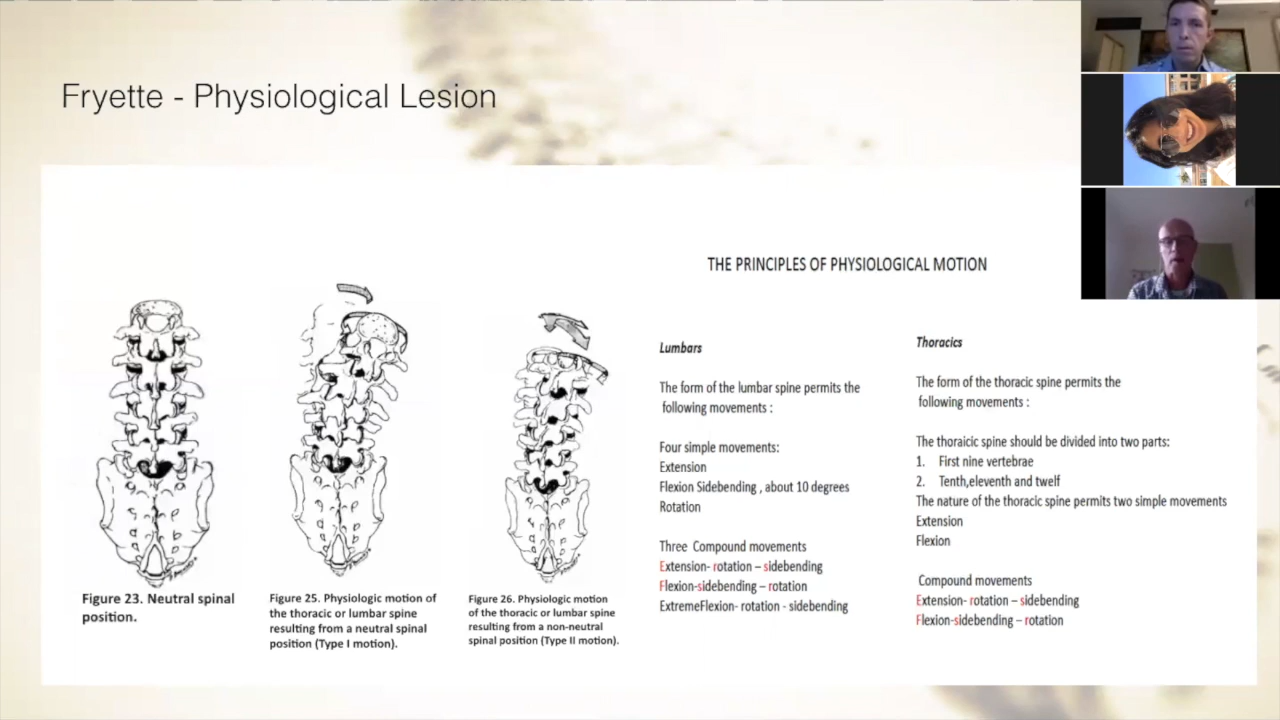 Fryette - Physiological Lesion
THE PRINCIPLES OF PHYSIOLOGICAL MOTION
Figure 23. Neutral spinal
position.
Figure 25. Physiologic motion of
the thoracic or lumbar spine
resulting from a neutral spinal
position (Type I motion).
Figure 26. Physiologic motion
of the thoracic or lumbar spine
resulting from a non-neutral
spinal position (Type II motion).
Lumbars
The form of the lumbar spine permits the
following movements :
Four simple movements:
Extension
Flexion Sidebending , about 10 degrees
Rotation
Three Compound movements
Extension- rotation – sidebending
Flexion-sidebending – rotation
ExtremeFlexion- rotation - sidebending
Thoracics
The form of the thoracic spine permits the
following movements :
The thoraicic spine should be divided into two parts:
1. First nine vertebrae
2. Tenth,eleventh and twelf
The nature of the thoracic spine permits two simple movements
Extension
Flexion
Compound movements
Extension- rotation – sidebending
Flexion-sidebending – rotation